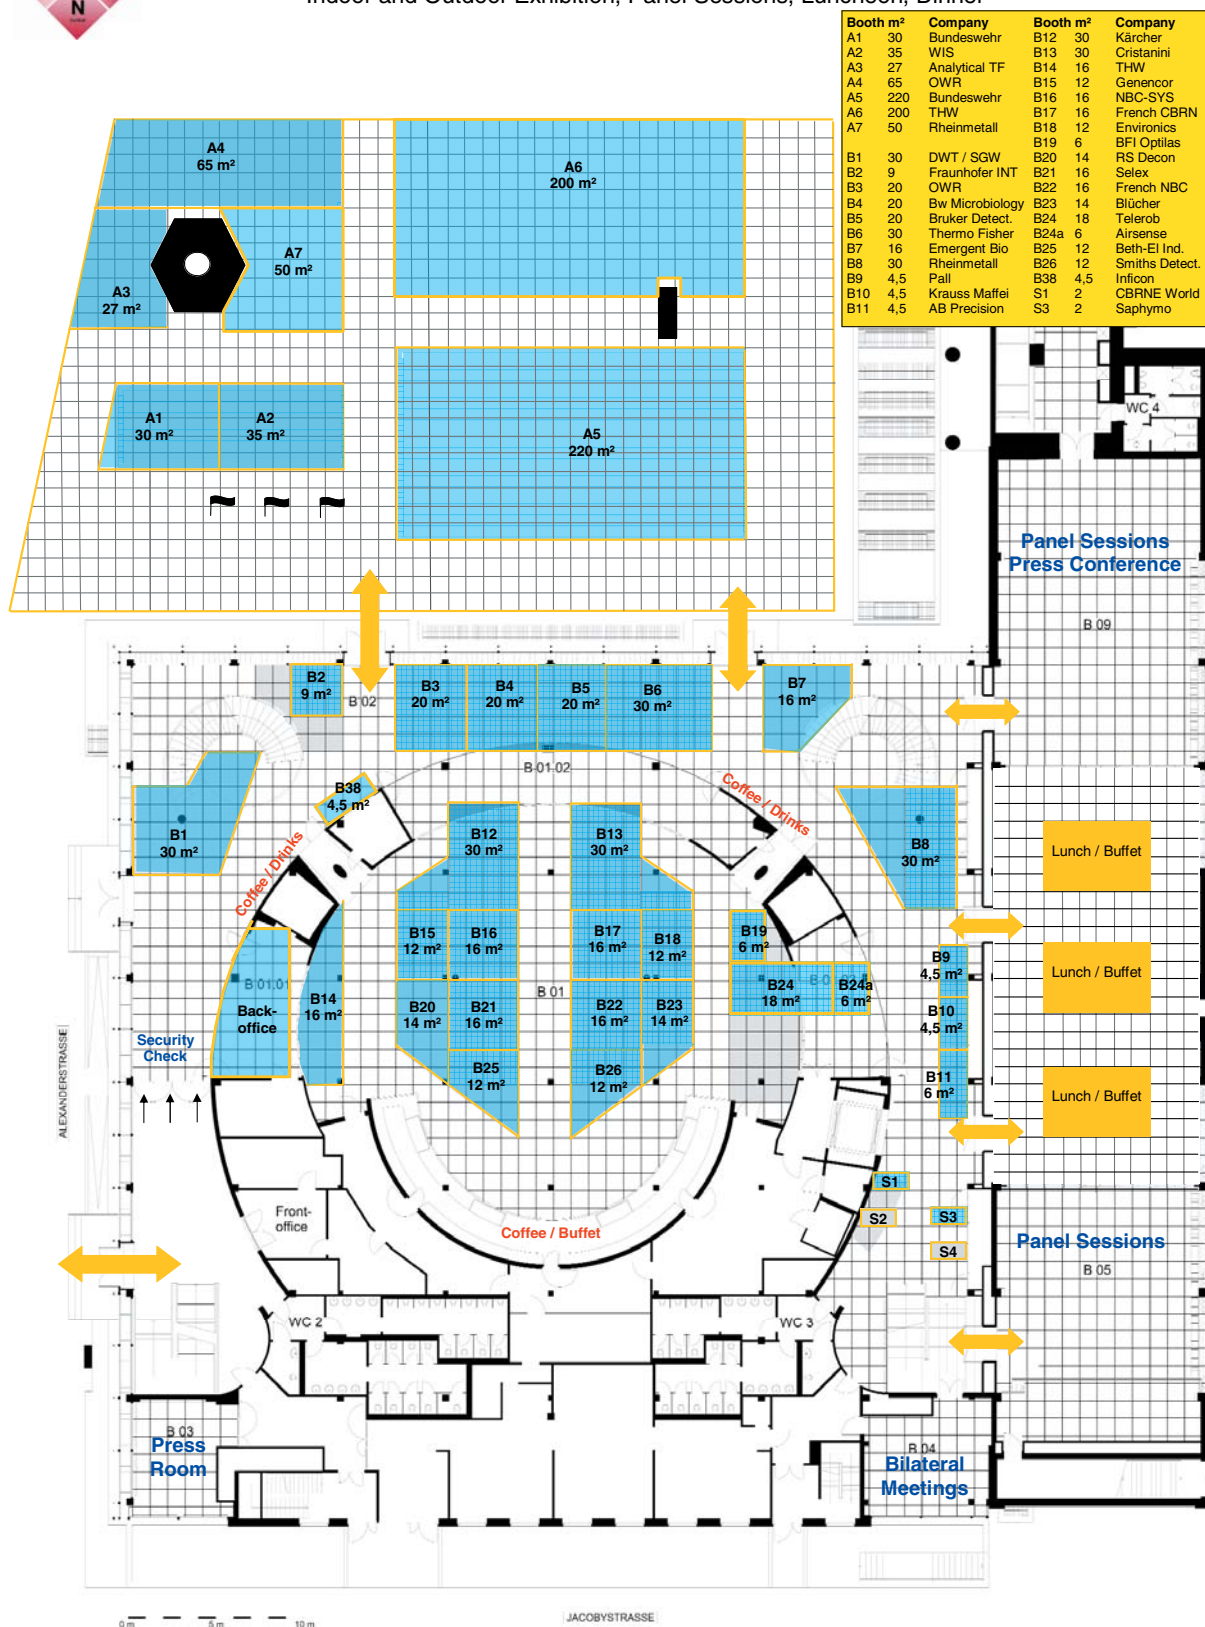 N
Indoor and Outdoor Exhibition, Panel Sessions, Luncheon, Dinner
Booth m² Company Booth m² Company
A1 30 Bundeswehr B12 30 Kärcher
A2 35 WIS B13 30 Cristanini
A3 27 Analytical TF B14 16 THW
A4 65 OWR B15 12 Genencor
A5 220 Bundeswehr B16 16 NBC-SYS
A6 200 THW B17 16 French CBRN
A7 50 Rheinmetall B18 12 Environics
B19 6 BFI Optilas
B1 30 DWT / SGW B20 14 RS Decon
B2 9 Fraunhofer INT B21 16 Selex
B3 20 OWR B22 16 French NBC
B4 20 Bw Microbiology B23 14 Blücher
B5 20 Bruker Detect. B24 18 Telerob
B6 30 Thermo Fisher B24a 6 Airsense
B7 16 Emergent Bio B25 12 Beth-El Ind.
B8 30 Rheinmetall B26 12 Smiths Detect.
B9 4,5 Pall B38 4,5 Inficon
B10 4,5 Krauss Maffei S1 2 CBRNE World
B11 4,5 AB Precision S3 2 Saphymo
A4
65 m²
A6
200 m²
A7
50 m²
A3
27 m²
A1
30 m²
A2
35 m²
A5
220 m²
WC 4
Panel Sessions
Press Conference
B 09
B2
9 m²
B 02
B3
20 m²
B4
20 m²
B5
20 m²
B6
30 m²
B7
16 m²
B 01.02
B38
4,5 m²
Coffee / Drinks
Coffee / Drinks
B1
30 m²
B12
30 m²
B13
30 m²
B8
30 m²
Lunch / Buffet
B15
12 m²
B16
16 m²
B17
16 m²
B18
12 m²
B19
6 m²
B9
4,5 m²
Lunch / Buffet
B 01.01
Back-
office
B14
16 m²
B20
14 m²
B21
16 m²
B 01
B22
16 m²
B23
14 m²
B24
18 m²
B24a
6 m²
B10
4,5 m²
Security
Check
ALEXANDERSTRASSE
B25
12 m²
B26
12 m²
B11
6 m²
Lunch / Buffet
S1
S2
S3
S4
Front-
office
Coffee / Buffet
Panel Sessions
B 05
WC 2
WC 3
B 03
Press
Room
B 04
Bilateral
Meetings
0 m 5 m 10 m
JACOBYSTRASSE